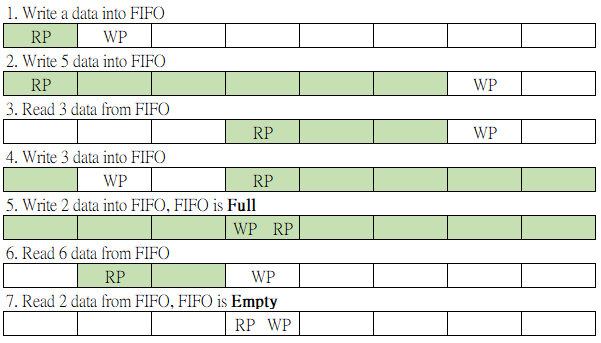 1. Write a data into FIFO
RP WP
2. Write 5 data into FIFO
RP WP
3. Read 3 data from FIFO
RP WP
4. Write 3 data into FIFO
WP RP
5. Write 2 data into FIFO, FIFO is Full
WP RP
6. Read 6 data from FIFO
RP WP
7. Read 2 data from FIFO, FIFO is Empty
RP WP